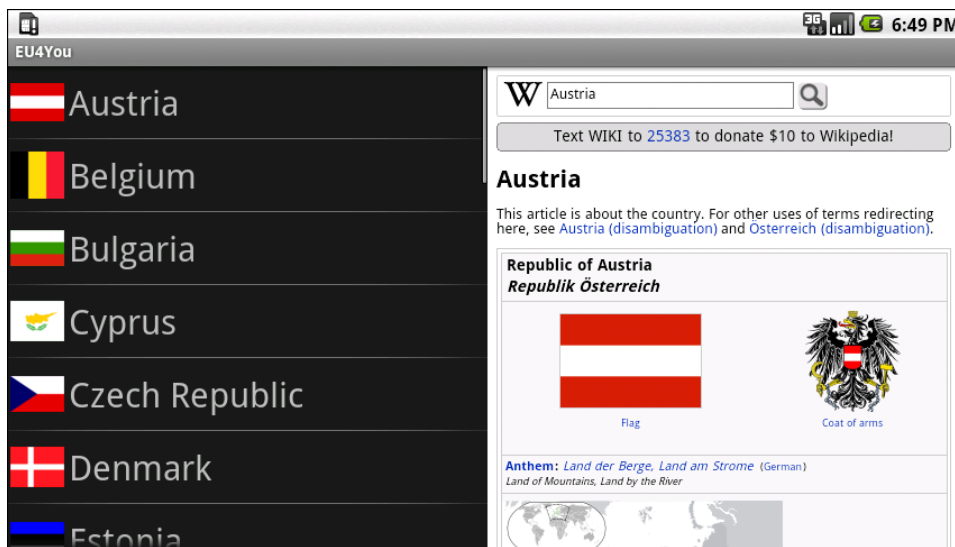 3G 6:49 PM
EU4You
Austria
Belgium
Bulgaria
Cyprus
Czech Republic
Denmark
Estonia
W Austria
Text WIKI to 25383 to donate $10 to Wikipedia!
Austria
This article is about the country. For other uses of terms redirecting
here, see Austria (disambiguation) and Österreich (disambiguation).
Republic of Austria
Republik Österreich
Flag Coat of arms
Anthem: Land der Berge, Land am Strome (German)
Land of Mountains, Land by the River